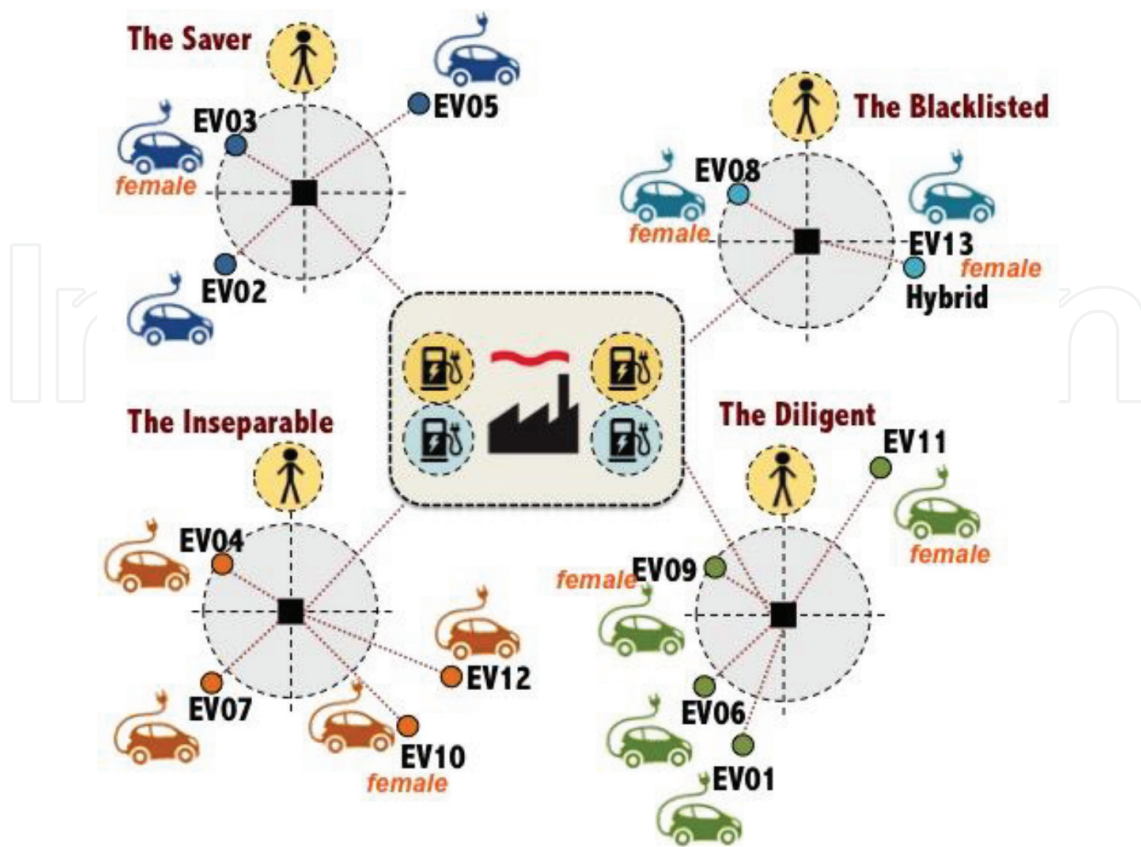 The Saver
EV05
EV03
female
EV02
The Blacklisted
EV08
female
EV13
female
Hybrid
The Inseparable
EV04
EV12
EV07
EV10
female
The Diligent
EV11
female
EV09
female
EV06
EV01